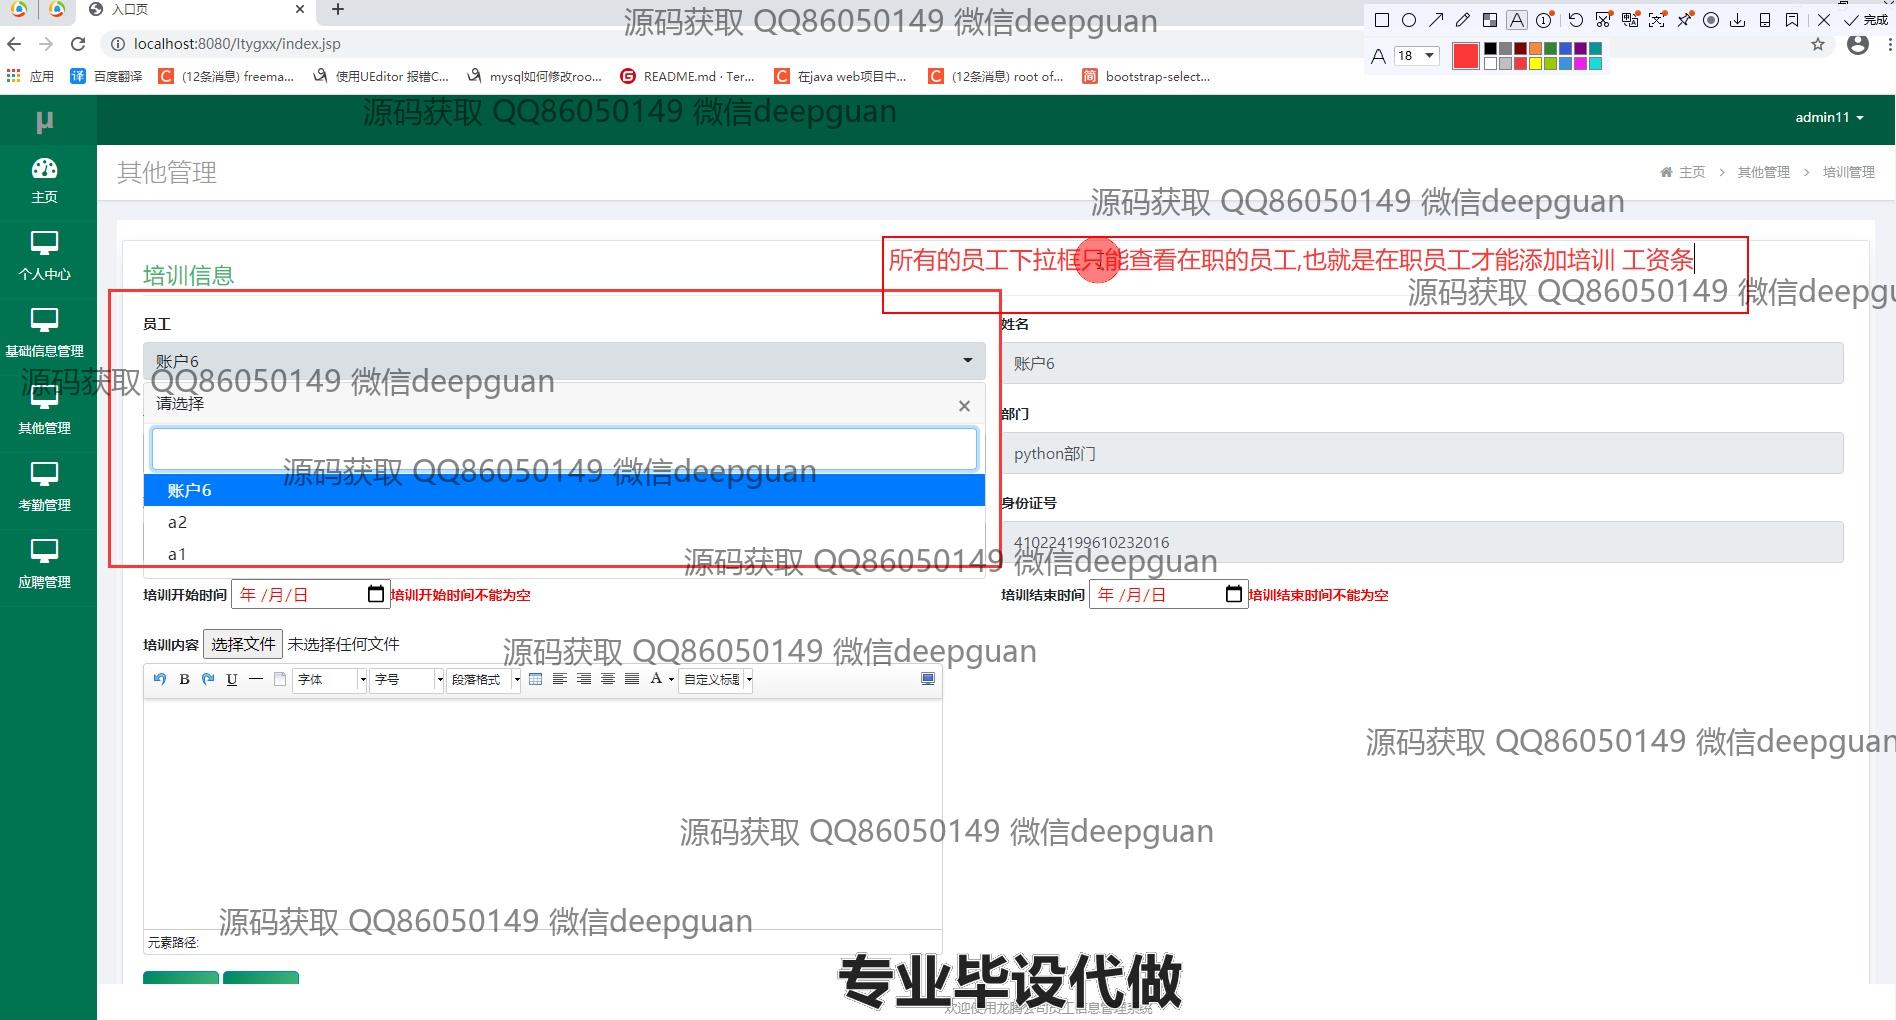 入口页
源码获取 QQ86050149 微信deepguan
完成
localhost:8080/ltygxx/index.jsp
A 18
应用 百度翻译 (12条消息) freema... 使用UEditor 报错C... mysql如何修改roo... README.md · Ter... 在java web项目中... (12条消息) root of... bootstrap-select...
源码获取 QQ86050149 微信deepguan
μ
admin11
主页
个人中心
基础信息管理
其他管理
考勤管理
应聘管理
其他管理
主页 > 其他管理 > 培训管理
源码获取 QQ86050149 微信deepguan
所有的员工下拉框只能查看在职的员工,也就是在职员工才能添加培训 工资条
培训信息
源码获取 QQ86050149 微信deepgu
员工
姓名
账户6
账户6
源码获取 QQ86050149 微信deepguan
请选择 ×
部门
python部门
源码获取 QQ86050149 微信deepguan
账户6
a2
a1
身份证号
410224199610232016
源码获取 QQ86050149 微信deepguan
培训开始时间 年 /月/日 培训开始时间不能为空
培训结束时间 年 /月/日 培训结束时间不能为空
培训内容 选择文件 未选择任何文件
源码获取 QQ86050149 微信deepguan
B U 字体 字号 段落格式 A 自定义标题
源码获取 QQ86050149 微信deepguan
源码获取 QQ86050149 微信deepguan
源码获取 QQ86050149 微信deepguan
元素路径:
专业毕设代做
欢迎使用龙腾公司员工信息管理系统